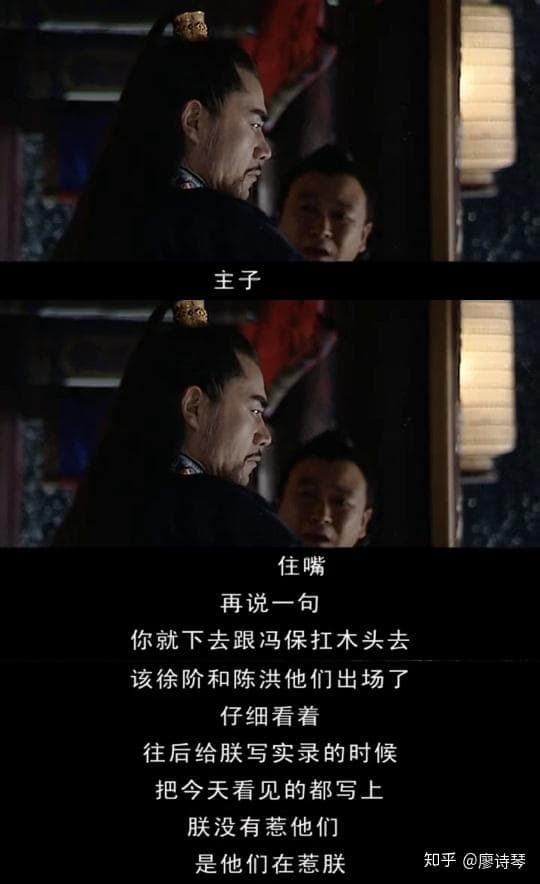 主子
住嘴
再说一句
你就下去跟冯保扛木头去
该徐阶和陈洪他们出场了
仔细看着
往后给朕写实录的时候
把今天看见的都写上
朕没有惹他们
是他们在惹朕
知乎 @廖诗琴